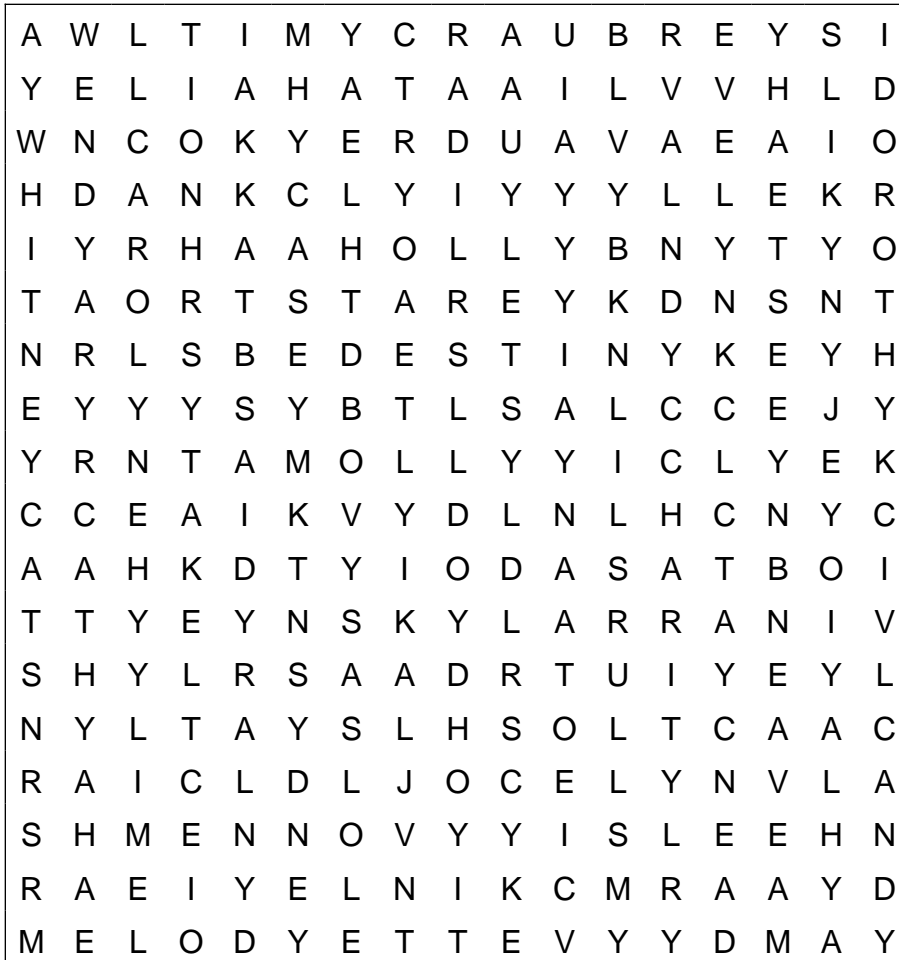 A W L T I M Y C R A U B R E Y S I
Y E L I A H A T A A I L V V H L D
W N C O K Y E R D U A V A E A I O
H D A N K C L Y I Y Y Y L L E K R
I Y R H A A H O L L Y B N Y T Y O
T A O R T S T A R E Y K D N S N T
N R L S B E D E S T I N Y K E Y H
E Y Y Y S Y B T L S A L C C E J Y
Y R N T A M O L L Y Y I C L Y E K
C C E A I K V Y D L N L H C N Y C
A A H K D T Y I O D A S A T B O I
T T Y E Y N S K Y L A R R A N I V
S H Y L R S A A D R T U I Y E Y L
N Y L T A Y S L H S O L T C A A C
R A I C L D L J O C E L Y N V L A
S H M E N N O V Y Y I S L E E H N
R A E I Y E L N I K C M R A A Y D
M E L O D Y E T T E V Y Y D M A Y